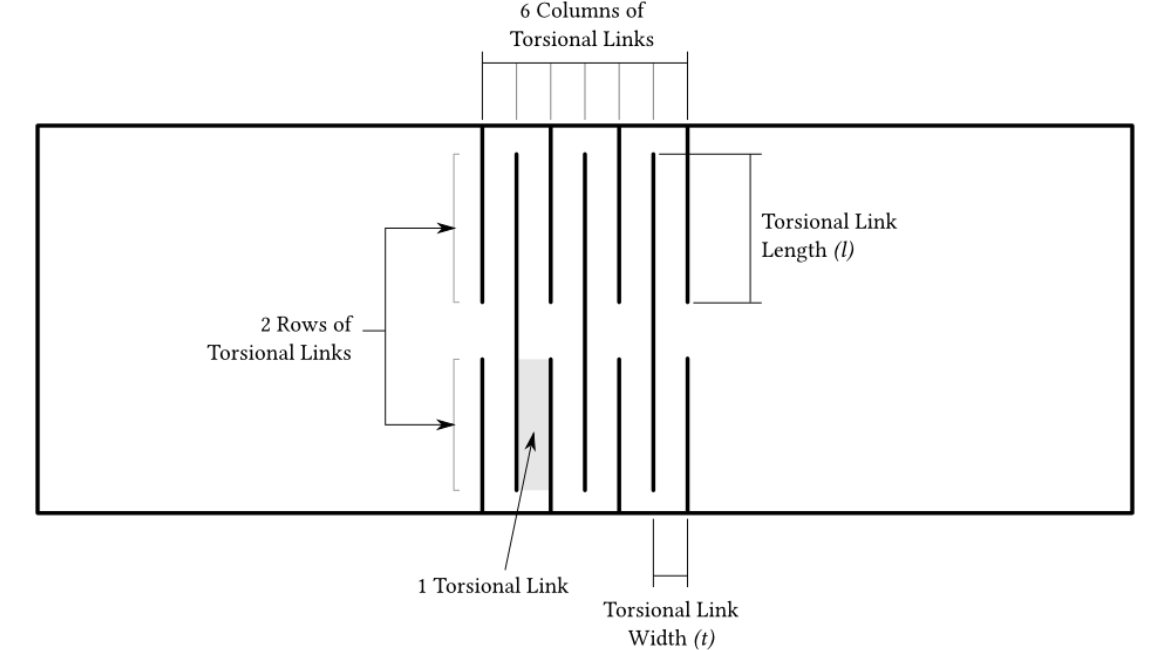 6 Columns of
Torsional Links
Torsional Link
Length (l)
2 Rows of
Torsional Links
1 Torsional Link
Torsional Link
Width (t)